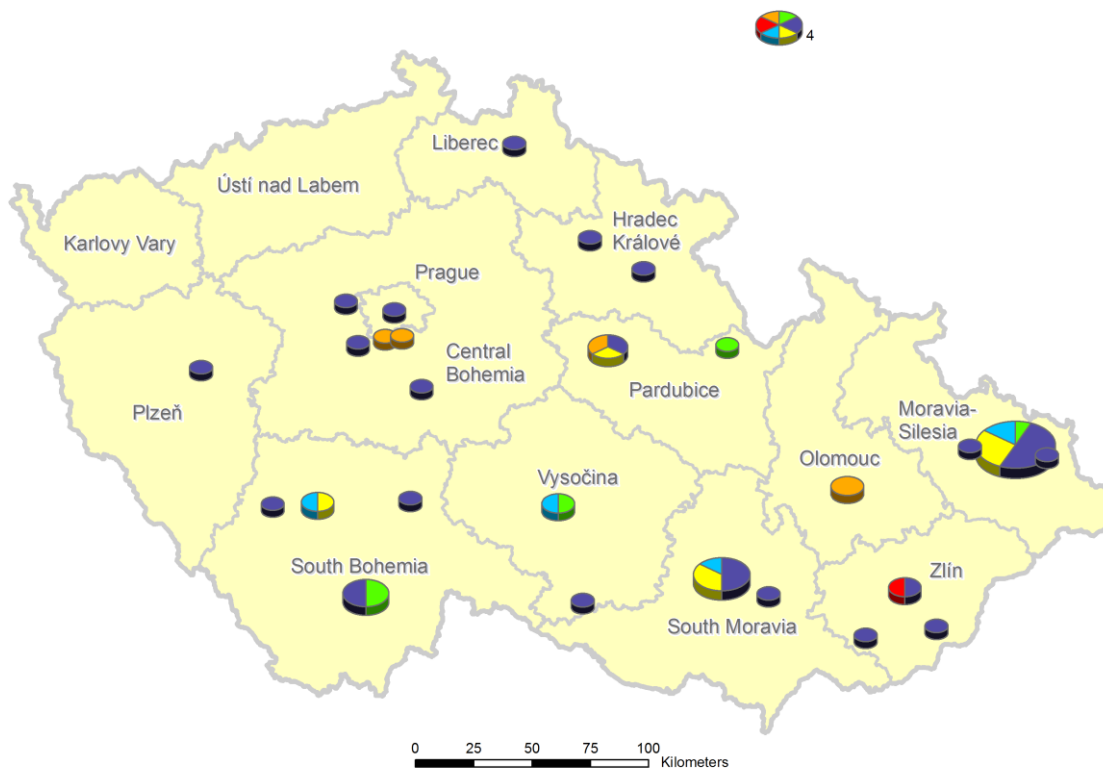 4
Liberec
Ústí nad Labem
Hradec
Králové
Karlovy Vary
Prague
Central
Bohemia
Pardubice
Plzeň
Moravia-
Silesia
Olomouc
Vysočina
South Bohemia
Zlín
South Moravia
0 25 50 75 100
Kilometers